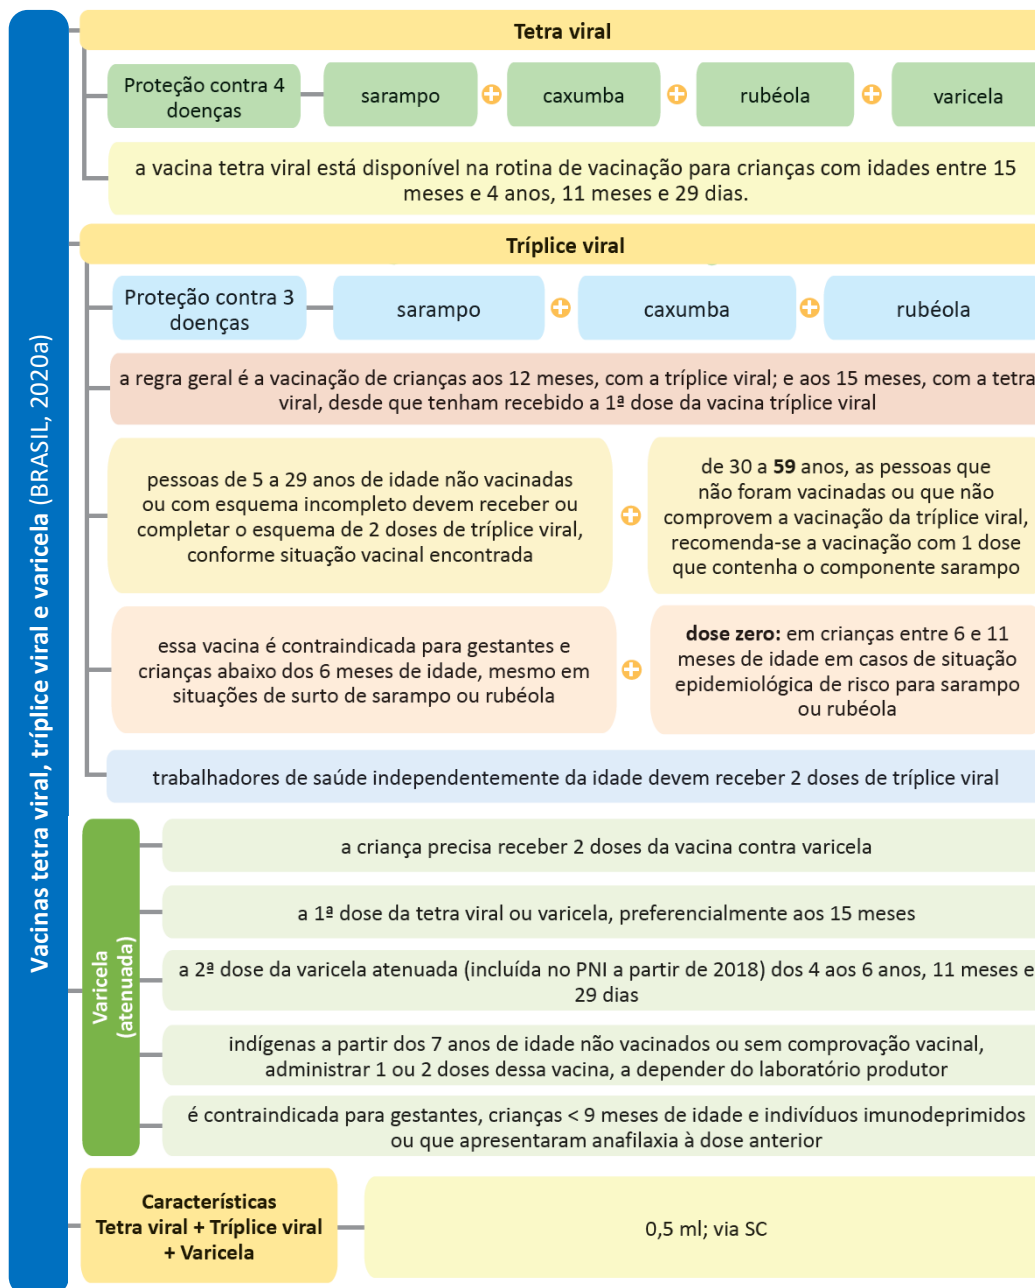 Vacinas tetra viral, tríplice viral e varicela (BRASIL, 2020a)
Tetra viral
Proteção contra 4
doenças
sarampo
caxumba
rubéola
varicela
a vacina tetra viral está disponível na rotina de vacinação para crianças com idades entre 15
meses e 4 anos, 11 meses e 29 dias.
Tríplice viral
Proteção contra 3
doenças
sarampo
caxumba
rubéola
a regra geral é a vacinação de crianças aos 12 meses, com a tríplice viral; e aos 15 meses, com a tetra
viral, desde que tenham recebido a 1ª dose da vacina tríplice viral
pessoas de 5 a 29 anos de idade não vacinadas
ou com esquema incompleto devem receber ou
completar o esquema de 2 doses de tríplice viral,
conforme situação vacinal encontrada
de 30 a 59 anos, as pessoas que
não foram vacinadas ou que não
comprovem a vacinação da tríplice viral,
recomenda-se a vacinação com 1 dose
que contenha o componente sarampo
essa vacina é contraindicada para gestantes e
crianças abaixo dos 6 meses de idade, mesmo em
situações de surto de sarampo ou rubéola
dose zero: em crianças entre 6 e 11
meses de idade em casos de situação
epidemiológica de risco para sarampo
ou rubéola
trabalhadores de saúde independentemente da idade devem receber 2 doses de tríplice viral
Varicela
(atenuada)
a criança precisa receber 2 doses da vacina contra varicela
a 1ª dose da tetra viral ou varicela, preferencialmente aos 15 meses
a 2ª dose da varicela atenuada (incluída no PNI a partir de 2018) dos 4 aos 6 anos, 11 meses e
29 dias
indígenas a partir dos 7 anos de idade não vacinados ou sem comprovação vacinal,
administrar 1 ou 2 doses dessa vacina, a depender do laboratório produtor
é contraindicada para gestantes, crianças < 9 meses de idade e indivíduos imunodeprimidos
ou que apresentaram anafilaxia à dose anterior
Características
Tetra viral + Tríplice viral
+ Varicela
0,5 ml; via SC